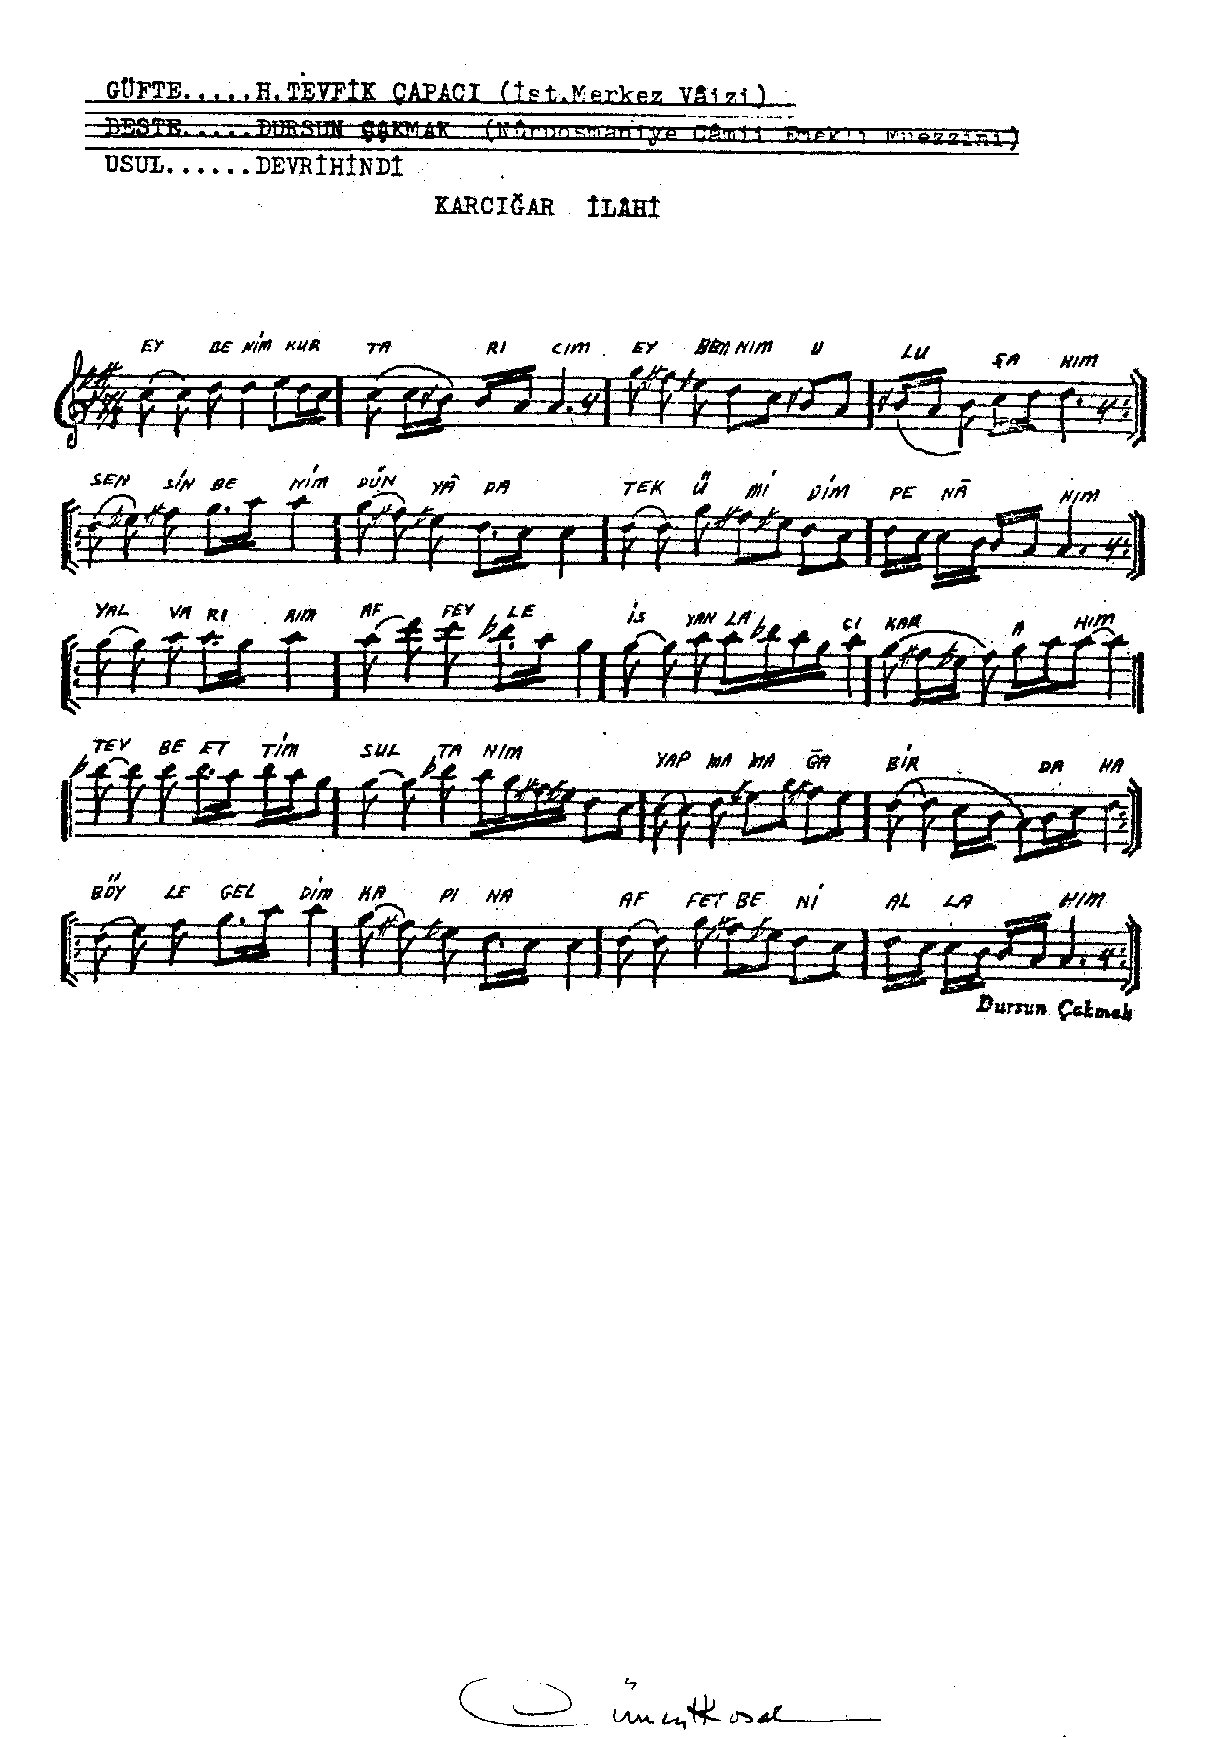 GÜFTE.....H.TEVFİK ÇAPACI (İst.Merkez Vâizi)
BESTE.....DURSUN ÇAKMAK (Nûruosmaniye Câmii Emekli Müezzini)
USUL......DEVRİHİNDİ
KARCIĞAR İLÂHİ
EY BE NİM KUR TA RI CIM EY BEN NIM U LU ŞA HIM
SEN SİN BE NİM DÜN YÂ DA TEK Ü Mİ DİM PE NÂ HIM
YAL VA RI RIM AF FEY LE İS YAN LA ÇI KAR A HIM
TEV BE ET TİM SUL TA NIM YAP MA MA ĞA BİR DA HA
BÖY LE GEL DİM KA PI NA AF FET BE Nİ AL LA HIM
Dursun Çakmak